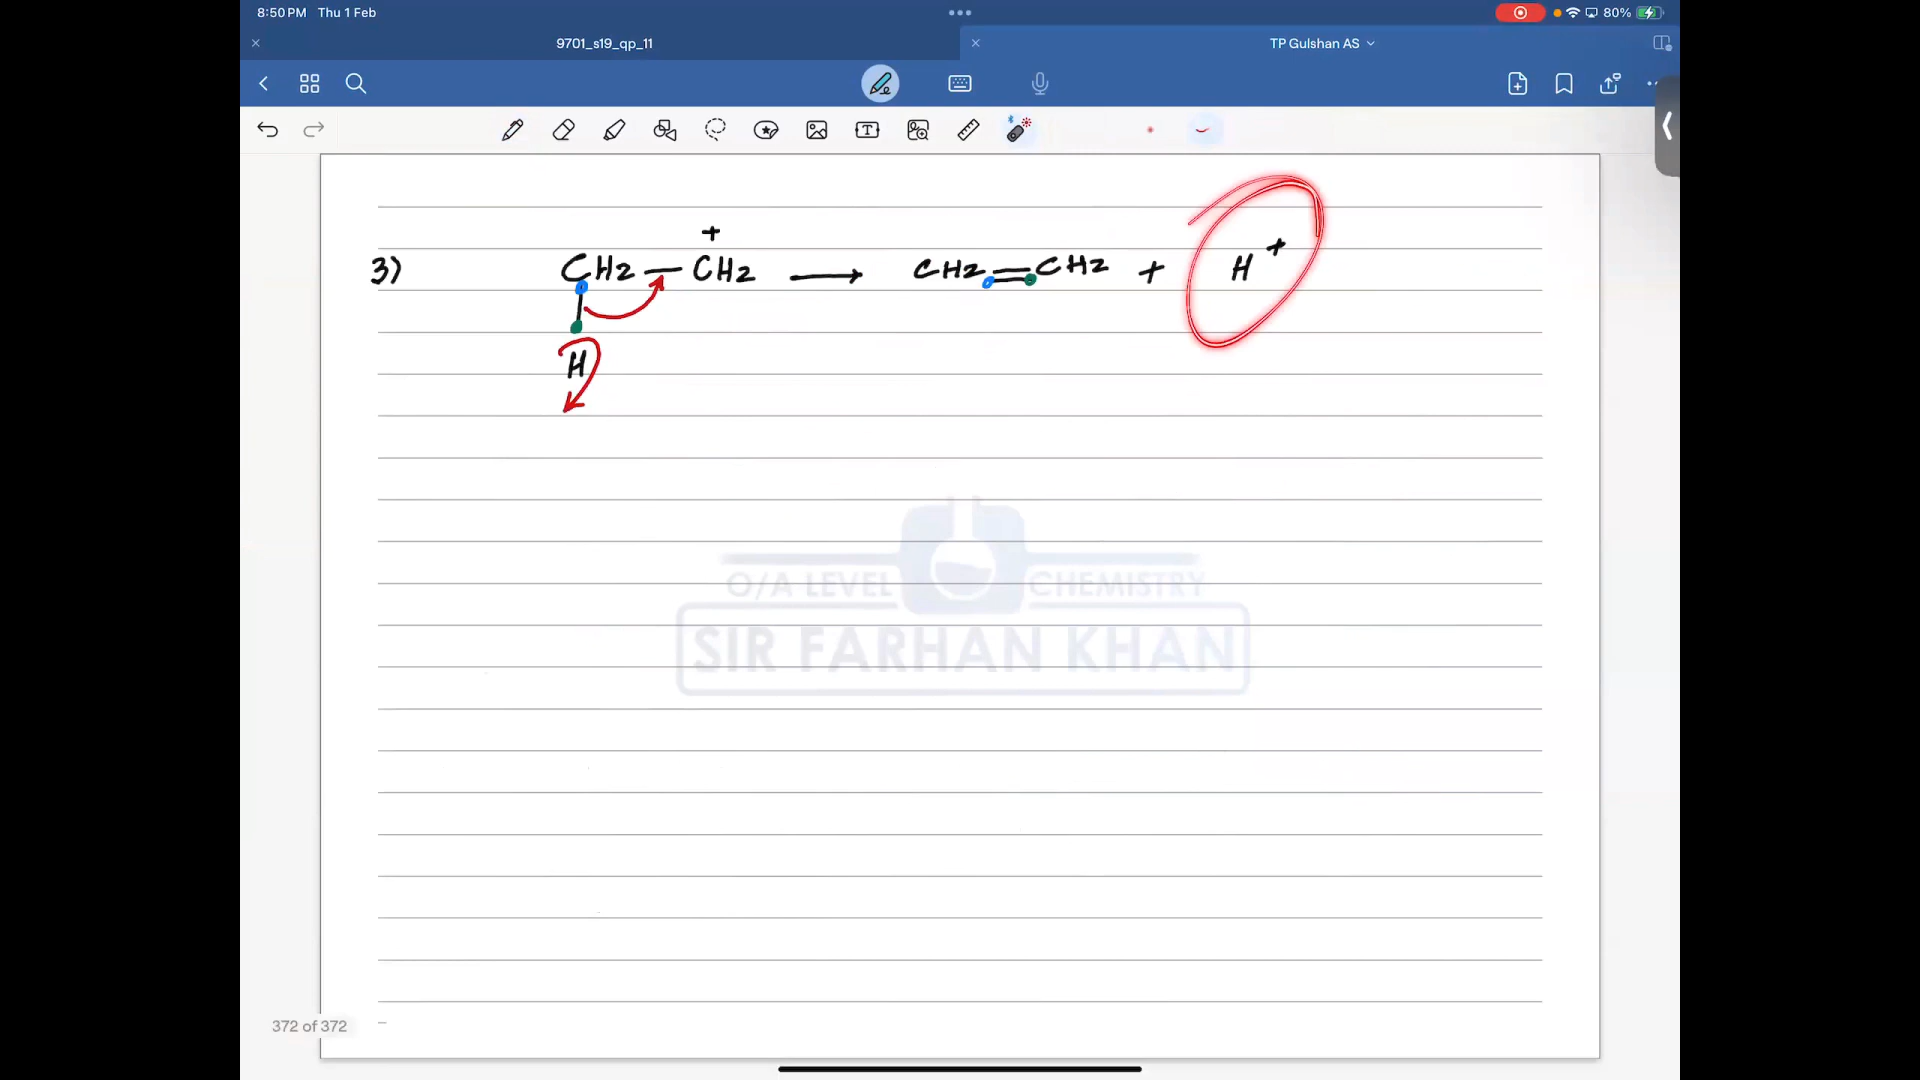 8:50 PM Thu 1 Feb
80%
9701_s19_qp_11
TP Gulshan AS
+
3) CH2 — CH2 ⟶ CH2 = CH2 + H+
H
O/A LEVEL CHEMISTRY
SIR FARHAN KHAN
372 of 372